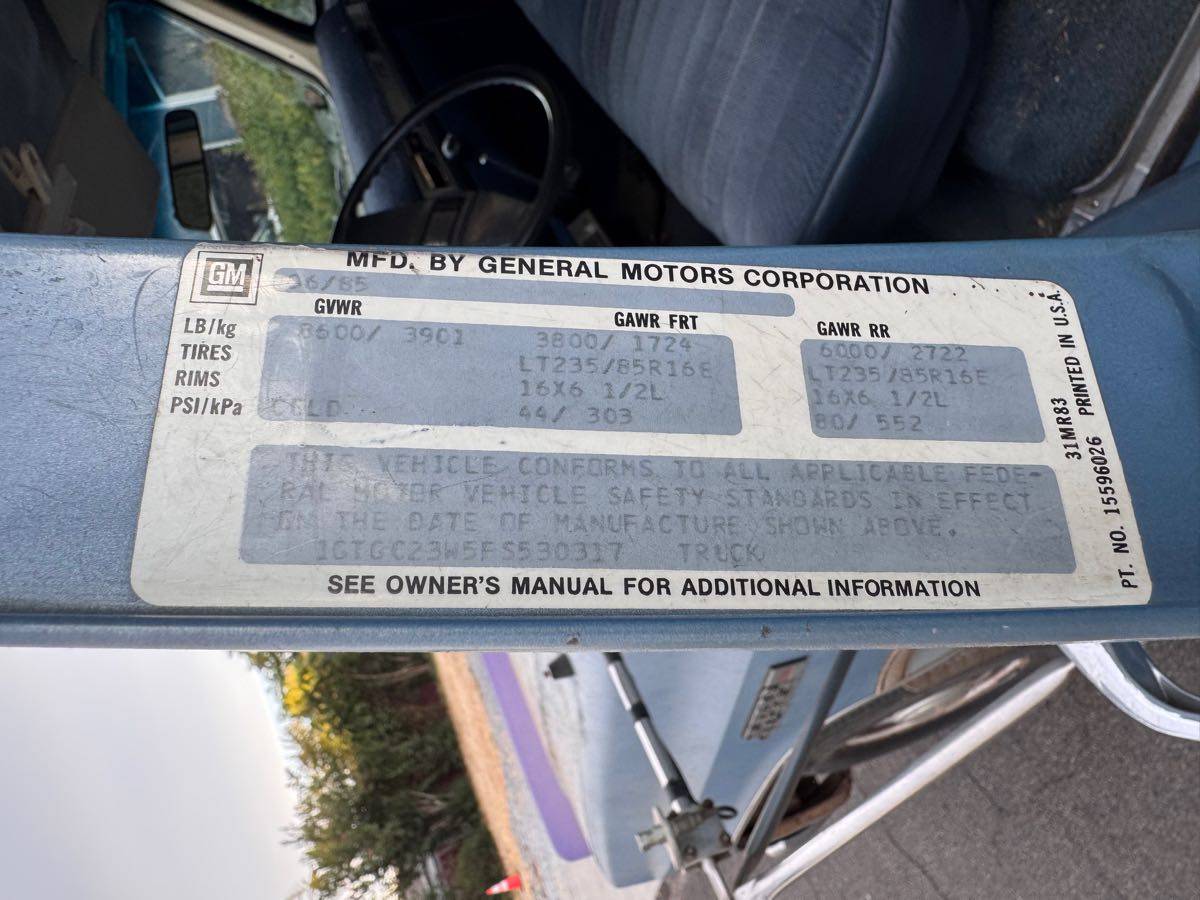 GM
MFD. BY GENERAL MOTORS CORPORATION
06/85
GVWR GAWR FRT GAWR RR
LB/kg 8600/ 3901 3800/ 1724 6000/ 2722
TIRES LT235/85R16E LT235/85R16E
RIMS 16X6 1/2L 16X6 1/2L
PSI/kPa COLD 44/ 303 80/ 552
THIS VEHICLE CONFORMS TO ALL APPLICABLE FEDE-
RAL MOTOR VEHICLE SAFETY STANDARDS IN EFFECT
ON THE DATE OF MANUFACTURE SHOWN ABOVE.
1GTGC23W5FS530317 TRUCK
SEE OWNER'S MANUAL FOR ADDITIONAL INFORMATION
31MR83
PT. NO. 15596026 PRINTED IN U.S.A.